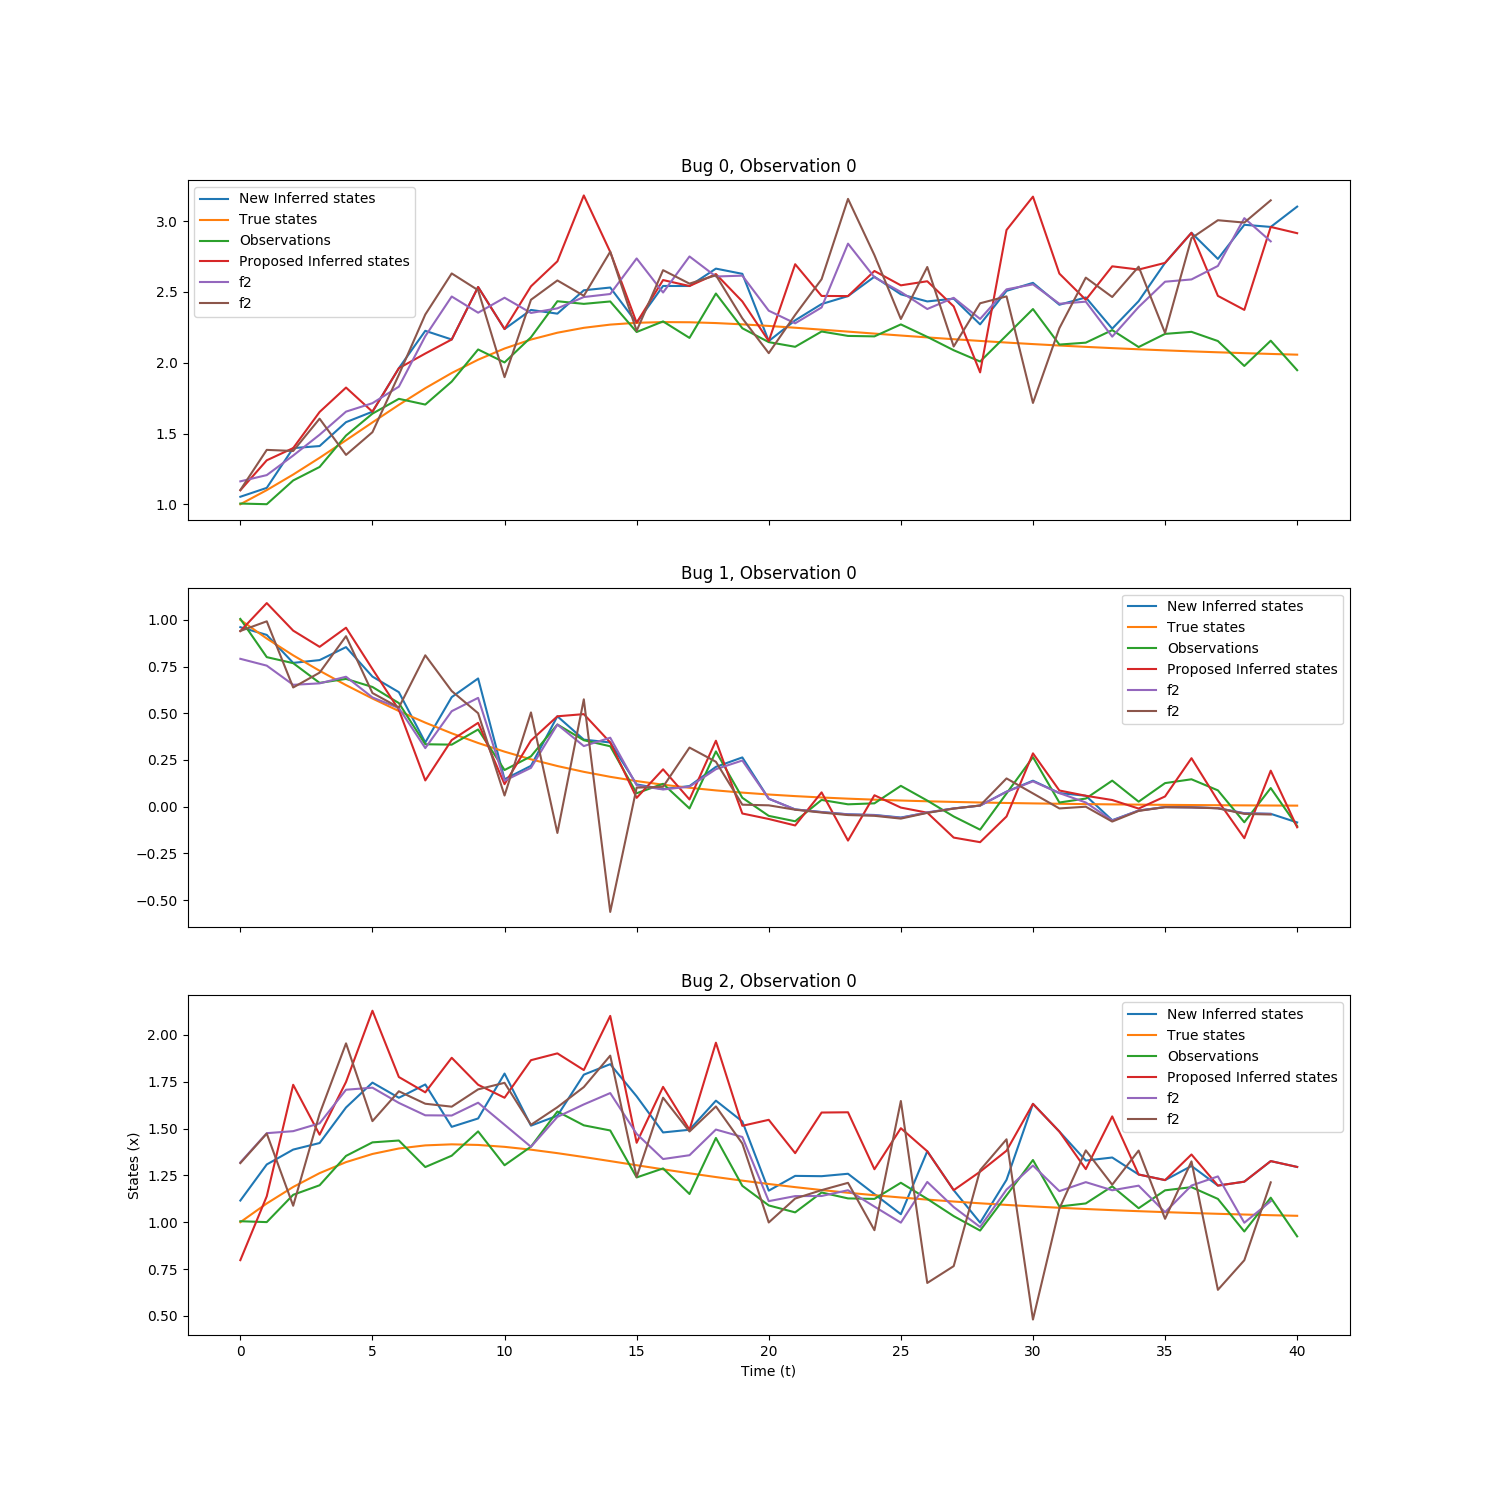 Bug 0, Observation 0
New Inferred states
True states
Observations
Proposed Inferred states
f2
f2
3.0
2.5
2.0
1.5
1.0
Bug 1, Observation 0
New Inferred states
True states
Observations
Proposed Inferred states
f2
f2
1.00
0.75
0.50
0.25
0.00
−0.25
−0.50
Bug 2, Observation 0
New Inferred states
True states
Observations
Proposed Inferred states
f2
f2
2.00
1.75
1.50
1.25
1.00
0.75
0.50
States (x)
0 5 10 15 20 25 30 35 40
Time (t)